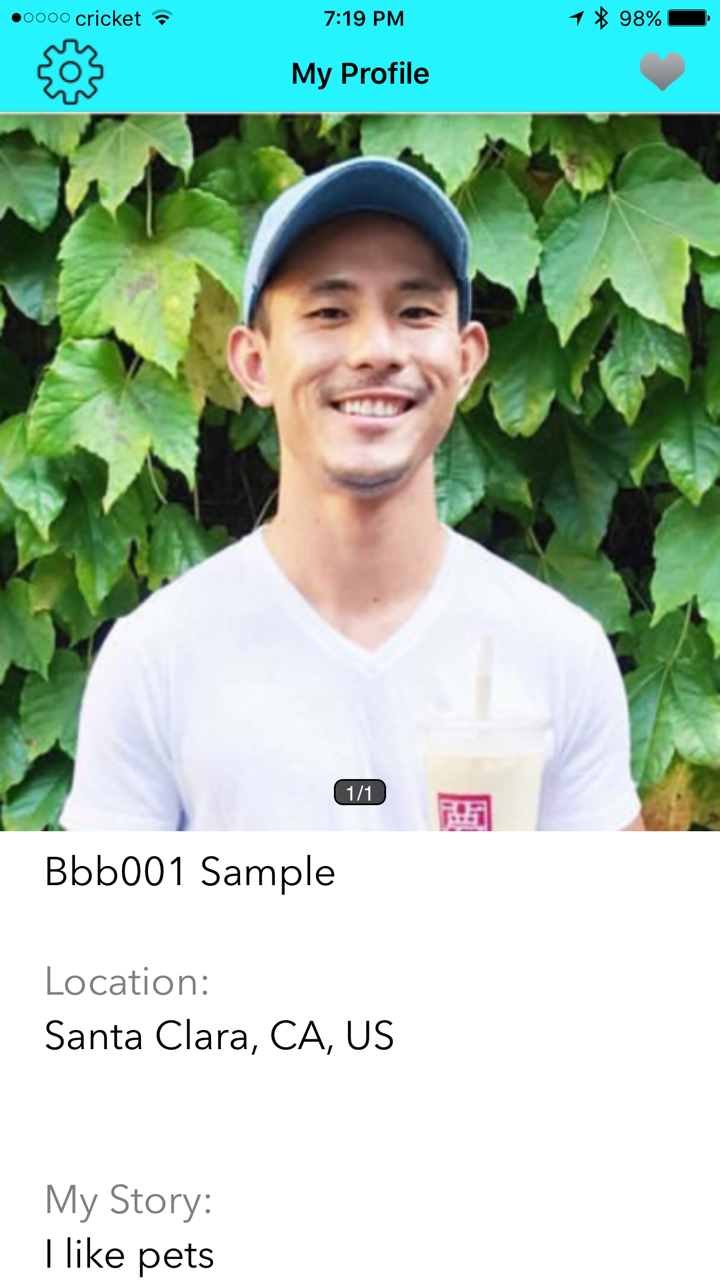 cricket 7:19 PM 98%
My Profile
1/1
Bbb001 Sample
Location:
Santa Clara, CA, US
My Story:
I like pets